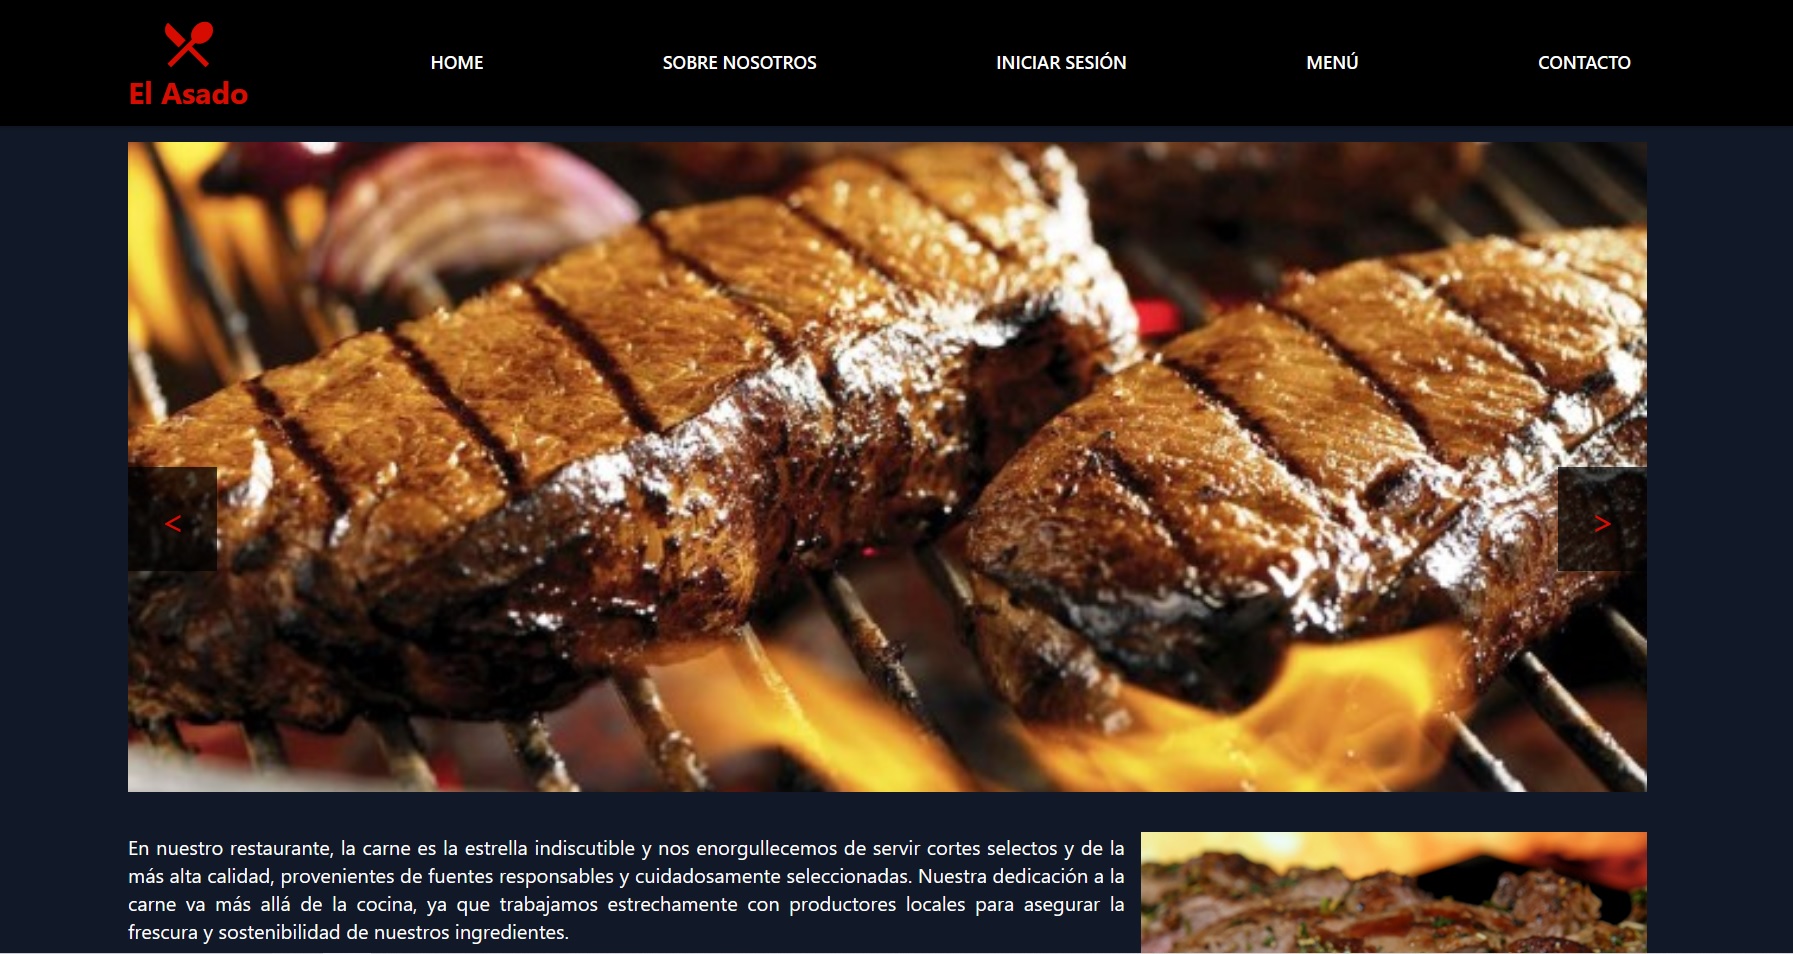 El Asado
HOME
SOBRE NOSOTROS
INICIAR SESIÓN
MENÚ
CONTACTO
<
>
En nuestro restaurante, la carne es la estrella indiscutible y nos enorgullecemos de servir cortes selectos y de la
más alta calidad, provenientes de fuentes responsables y cuidadosamente seleccionadas. Nuestra dedicación a la
carne va más allá de la cocina, ya que trabajamos estrechamente con productores locales para asegurar la
frescura y sostenibilidad de nuestros ingredientes.